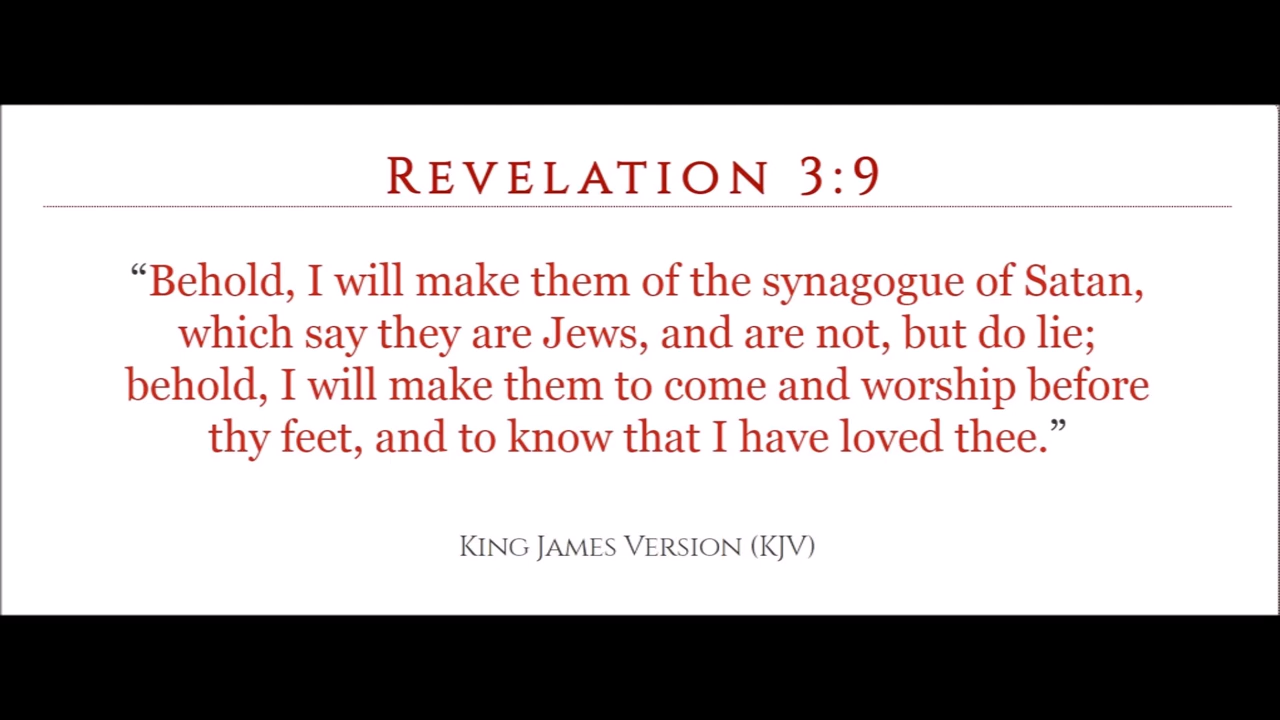 REVELATION 3:9
“Behold, I will make them of the synagogue of Satan,
which say they are Jews, and are not, but do lie;
behold, I will make them to come and worship before
thy feet, and to know that I have loved thee.”
KING JAMES VERSION (KJV)